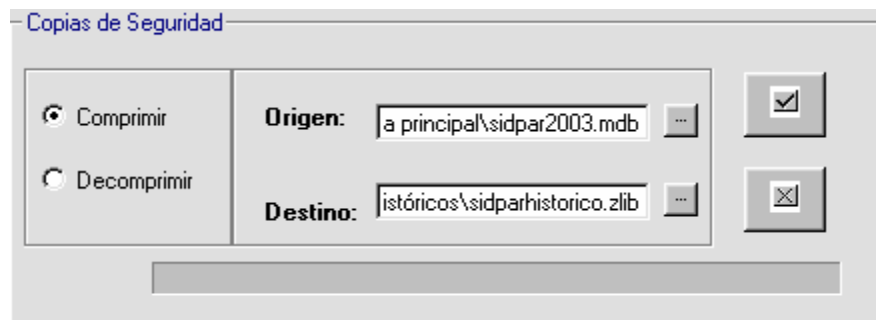 Copias de Seguridad
Comprimir
Origen:
a principal\sidpar2003.mdb
...
Decomprimir
Destino:
istóricos\sidparhistorico.zlib
...